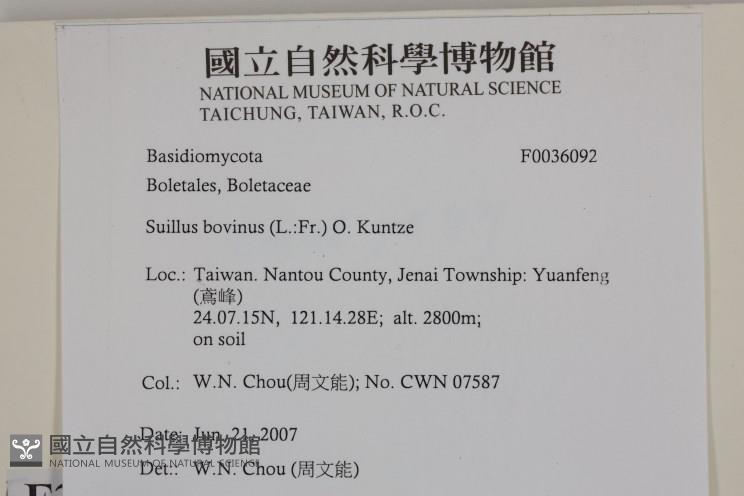 國立自然科學博物館
NATIONAL MUSEUM OF NATURAL SCIENCE
TAICHUNG, TAIWAN, R.O.C.
Basidiomycota F0036092
Boletales, Boletaceae
Suillus bovinus (L.:Fr.) O. Kuntze
Loc.: Taiwan. Nantou County, Jenai Township: Yuanfeng
(鳶峰)
24.07.15N, 121.14.28E; alt. 2800m;
on soil
Col.: W.N. Chou(周文能); No. CWN 07587
Date: Jun. 21, 2007
國立自然科學博物館
NATIONAL MUSEUM OF NATURAL SCIENCE
Det.: W.N. Chou (周文能)